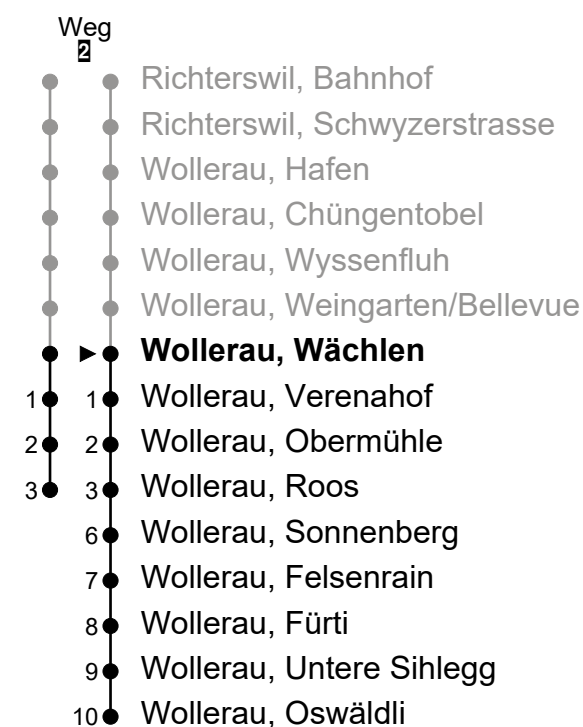 Weg
2
Richterswil, Bahnhof
Richterswil, Schwyzerstrasse
Wollerau, Hafen
Wollerau, Chüngentobel
Wollerau, Wyssenfluh
Wollerau, Weingarten/Bellevue
Wollerau, Wächlen
1 1 Wollerau, Verenahof
2 2 Wollerau, Obermühle
3 3 Wollerau, Roos
6 Wollerau, Sonnenberg
7 Wollerau, Felsenrain
8 Wollerau, Fürti
9 Wollerau, Untere Sihlegg
10 Wollerau, Oswäldli